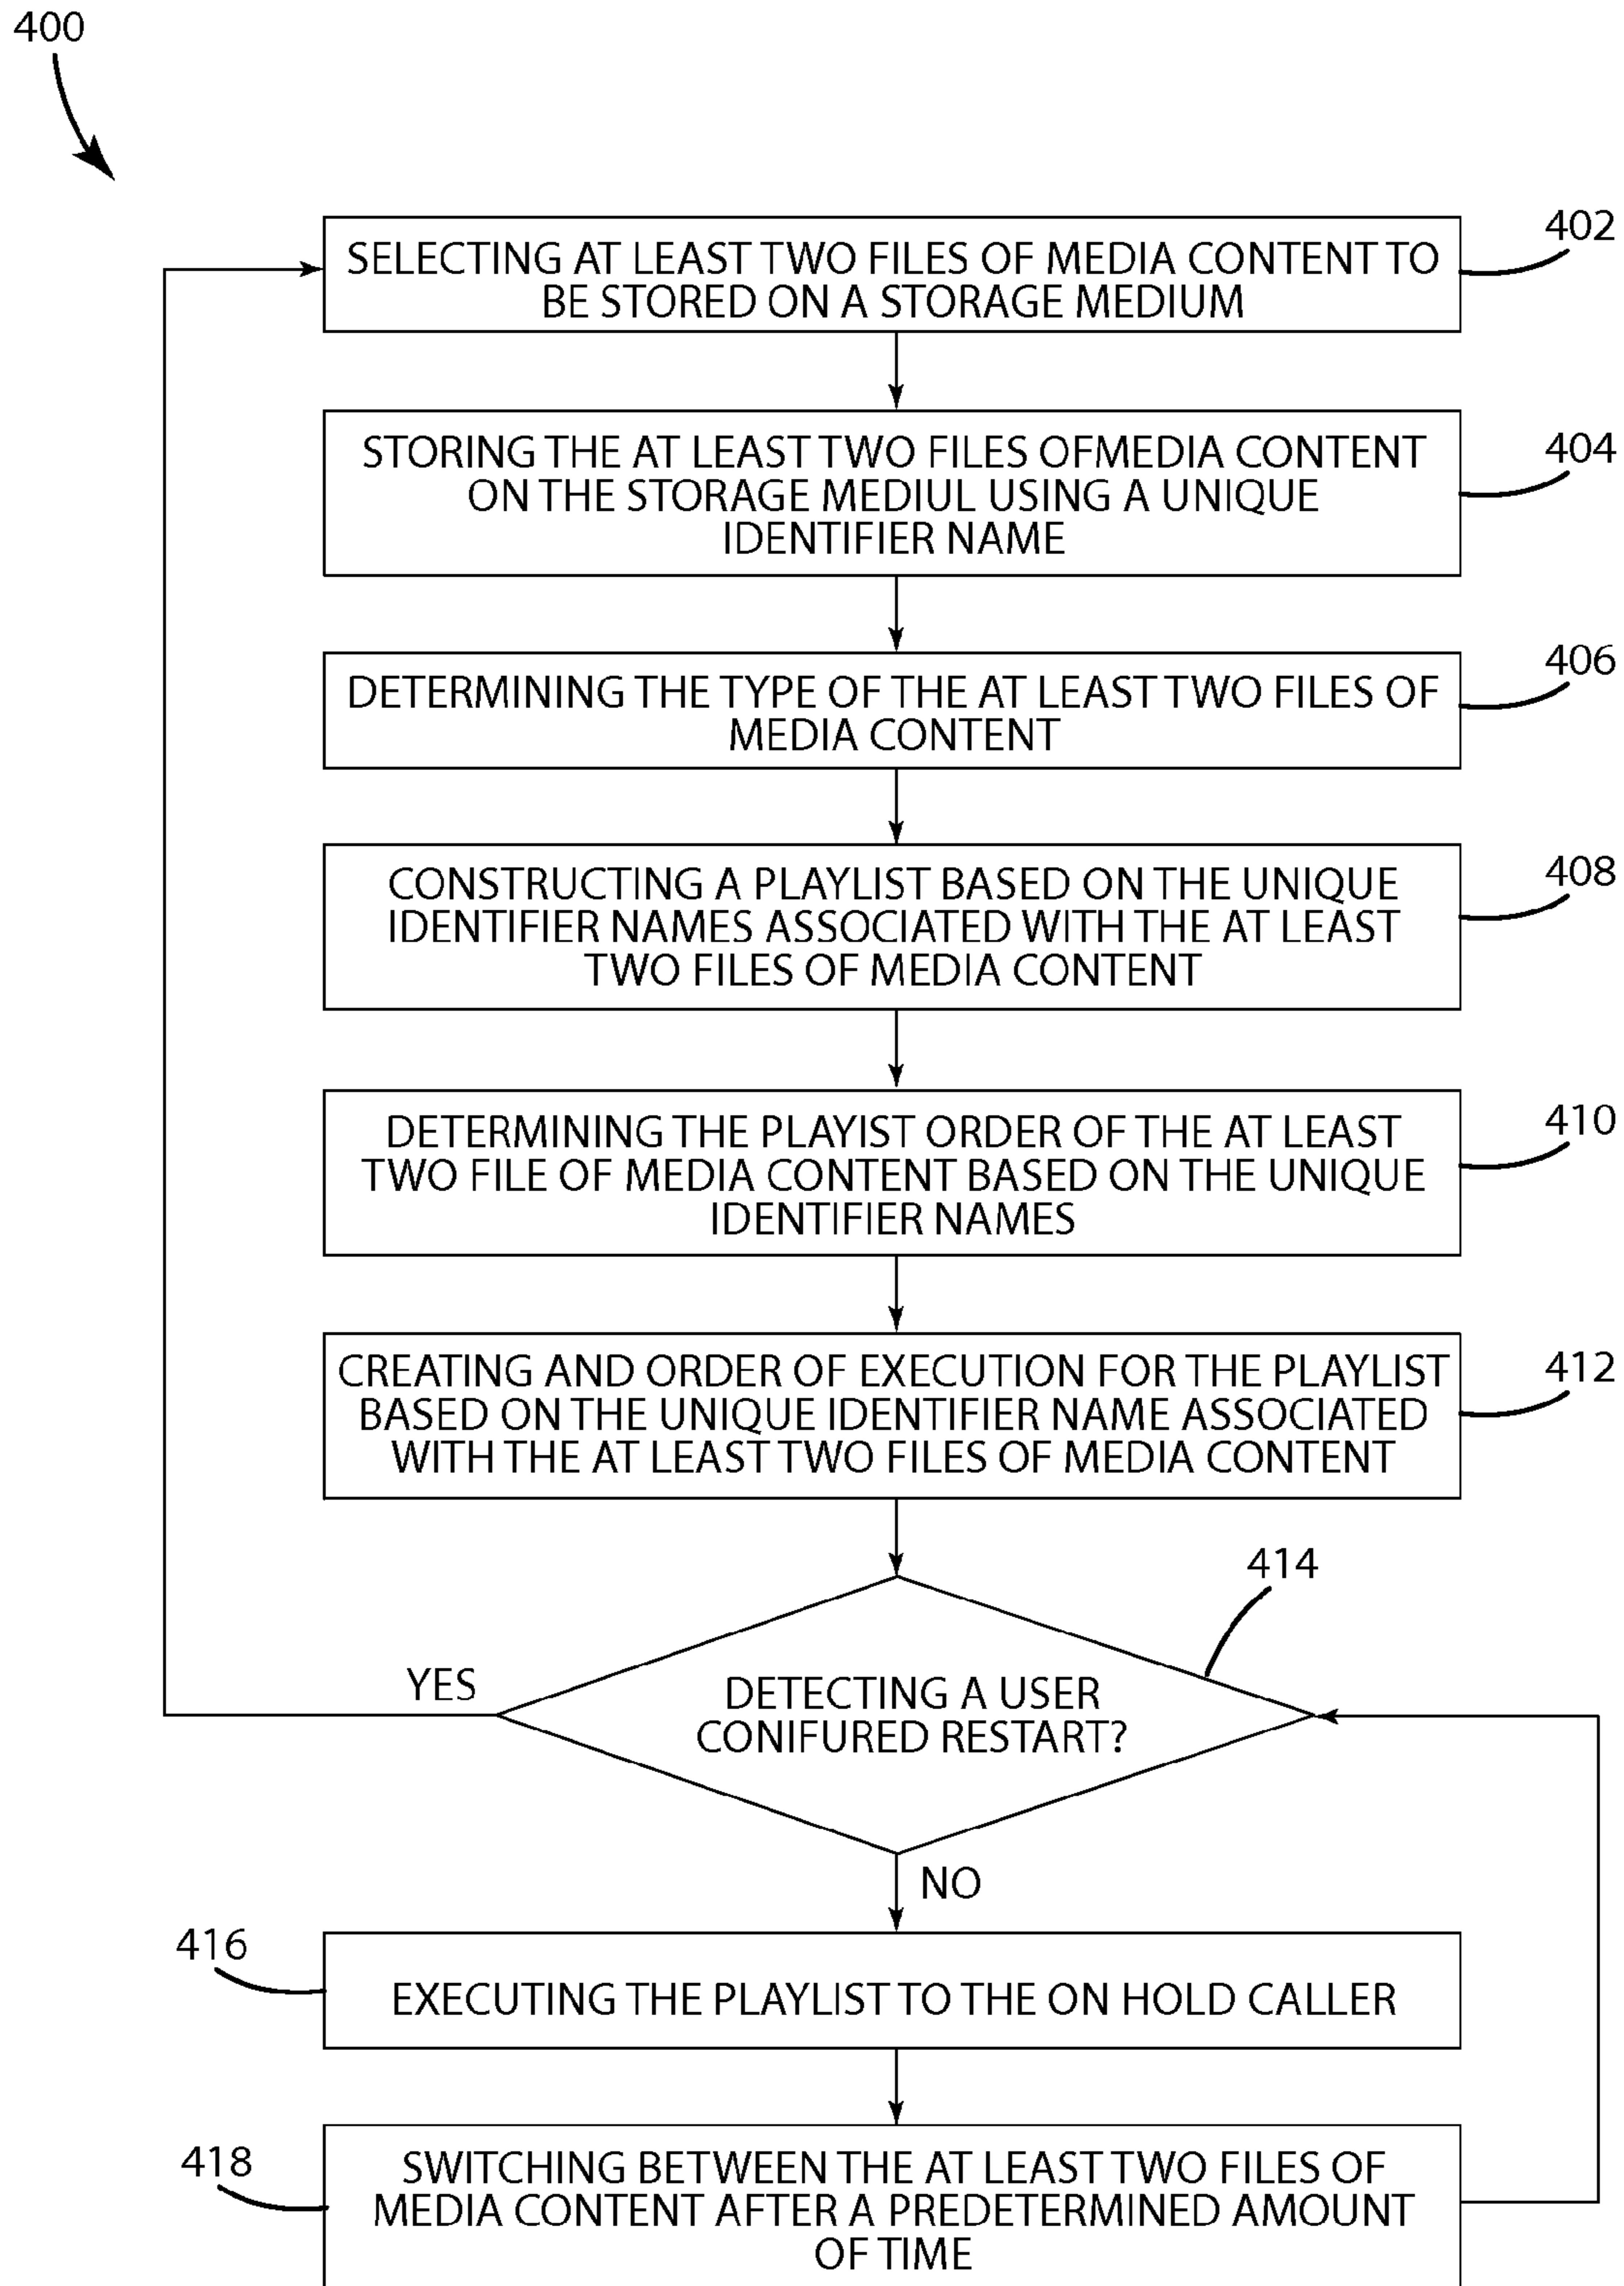 400
SELECTING AT LEAST TWO FILES OF MEDIA CONTENT TO
BE STORED ON A STORAGE MEDIUM
402
STORING THE AT LEAST TWO FILES OFMEDIA CONTENT
ON THE STORAGE MEDIUL USING A UNIQUE
IDENTIFIER NAME
404
DETERMINING THE TYPE OF THE AT LEAST TWO FILES OF
MEDIA CONTENT
406
CONSTRUCTING A PLAYLIST BASED ON THE UNIQUE
IDENTIFIER NAMES ASSOCIATED WITH THE AT LEAST
TWO FILES OF MEDIA CONTENT
408
DETERMINING THE PLAYIST ORDER OF THE AT LEAST
TWO FILE OF MEDIA CONTENT BASED ON THE UNIQUE
IDENTIFIER NAMES
410
CREATING AND ORDER OF EXECUTION FOR THE PLAYLIST
BASED ON THE UNIQUE IDENTIFIER NAME ASSOCIATED
WITH THE AT LEAST TWO FILES OF MEDIA CONTENT
412
414
YES
DETECTING A USER
CONIFURED RESTART?
NO
416
EXECUTING THE PLAYLIST TO THE ON HOLD CALLER
418
SWITCHING BETWEEN THE AT LEAST TWO FILES OF
MEDIA CONTENT AFTER A PREDETERMINED AMOUNT
OF TIME